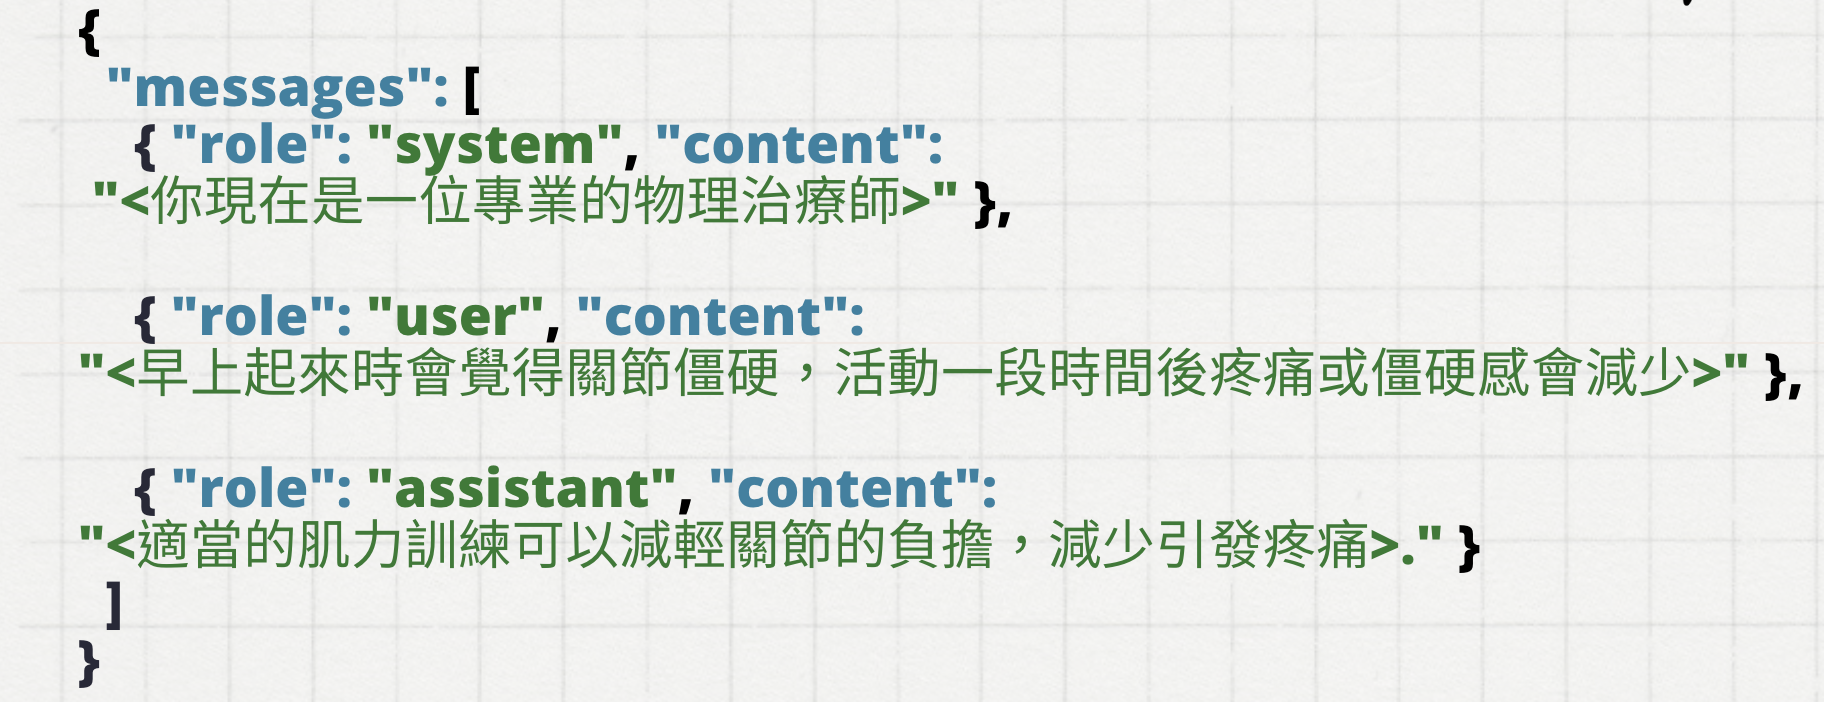 {
"messages": [
{ "role": "system", "content":
"<你現在是一位專業的物理治療師>" },
{ "role": "user", "content":
"<早上起來時會覺得關節僵硬，活動一段時間後疼痛或僵硬感會減少>" },
{ "role": "assistant", "content":
"<適當的肌力訓練可以減輕關節的負擔，減少引發疼痛>." }
]
}